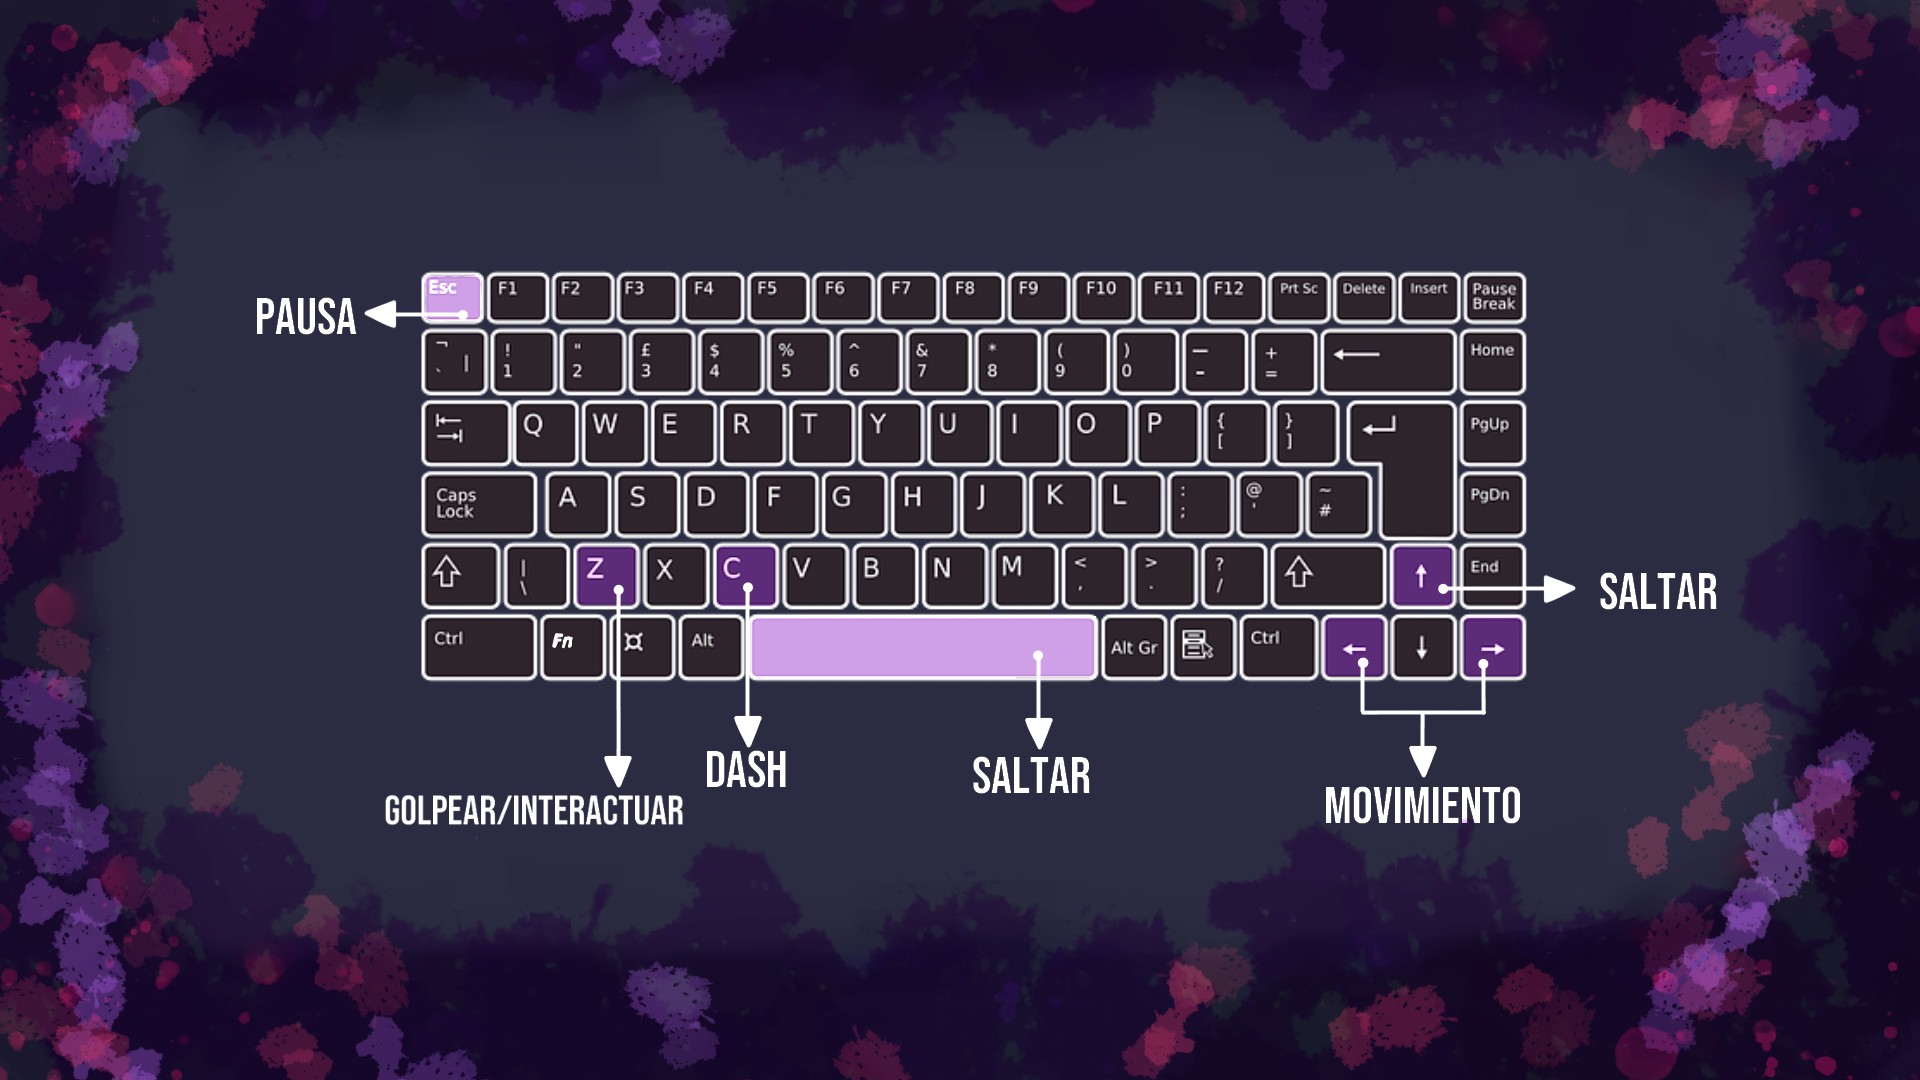 Esc F1 F2 F3 F4 F5 F6 F7 F8 F9 F10 F11 F12 Prt Sc Delete Insert Pause Break
PAUSA
¬ ` | ! 1 " 2 £ 3 $ 4 % 5 ^ 6 & 7 * 8 ( 9 ) 0 _ - + = ← Home
Q W E R T Y U I O P { [ } ] ↵ PgUp
Caps Lock A S D F G H J K L : ; @ ' ~ # PgDn
⇧ | \ Z X C V B N M < , > . ? / ⇧ ↑ End
SALTAR
Ctrl Fn Alt Alt Gr Ctrl ← ↓ →
DASH
SALTAR
GOLPEAR/INTERACTUAR
MOVIMIENTO